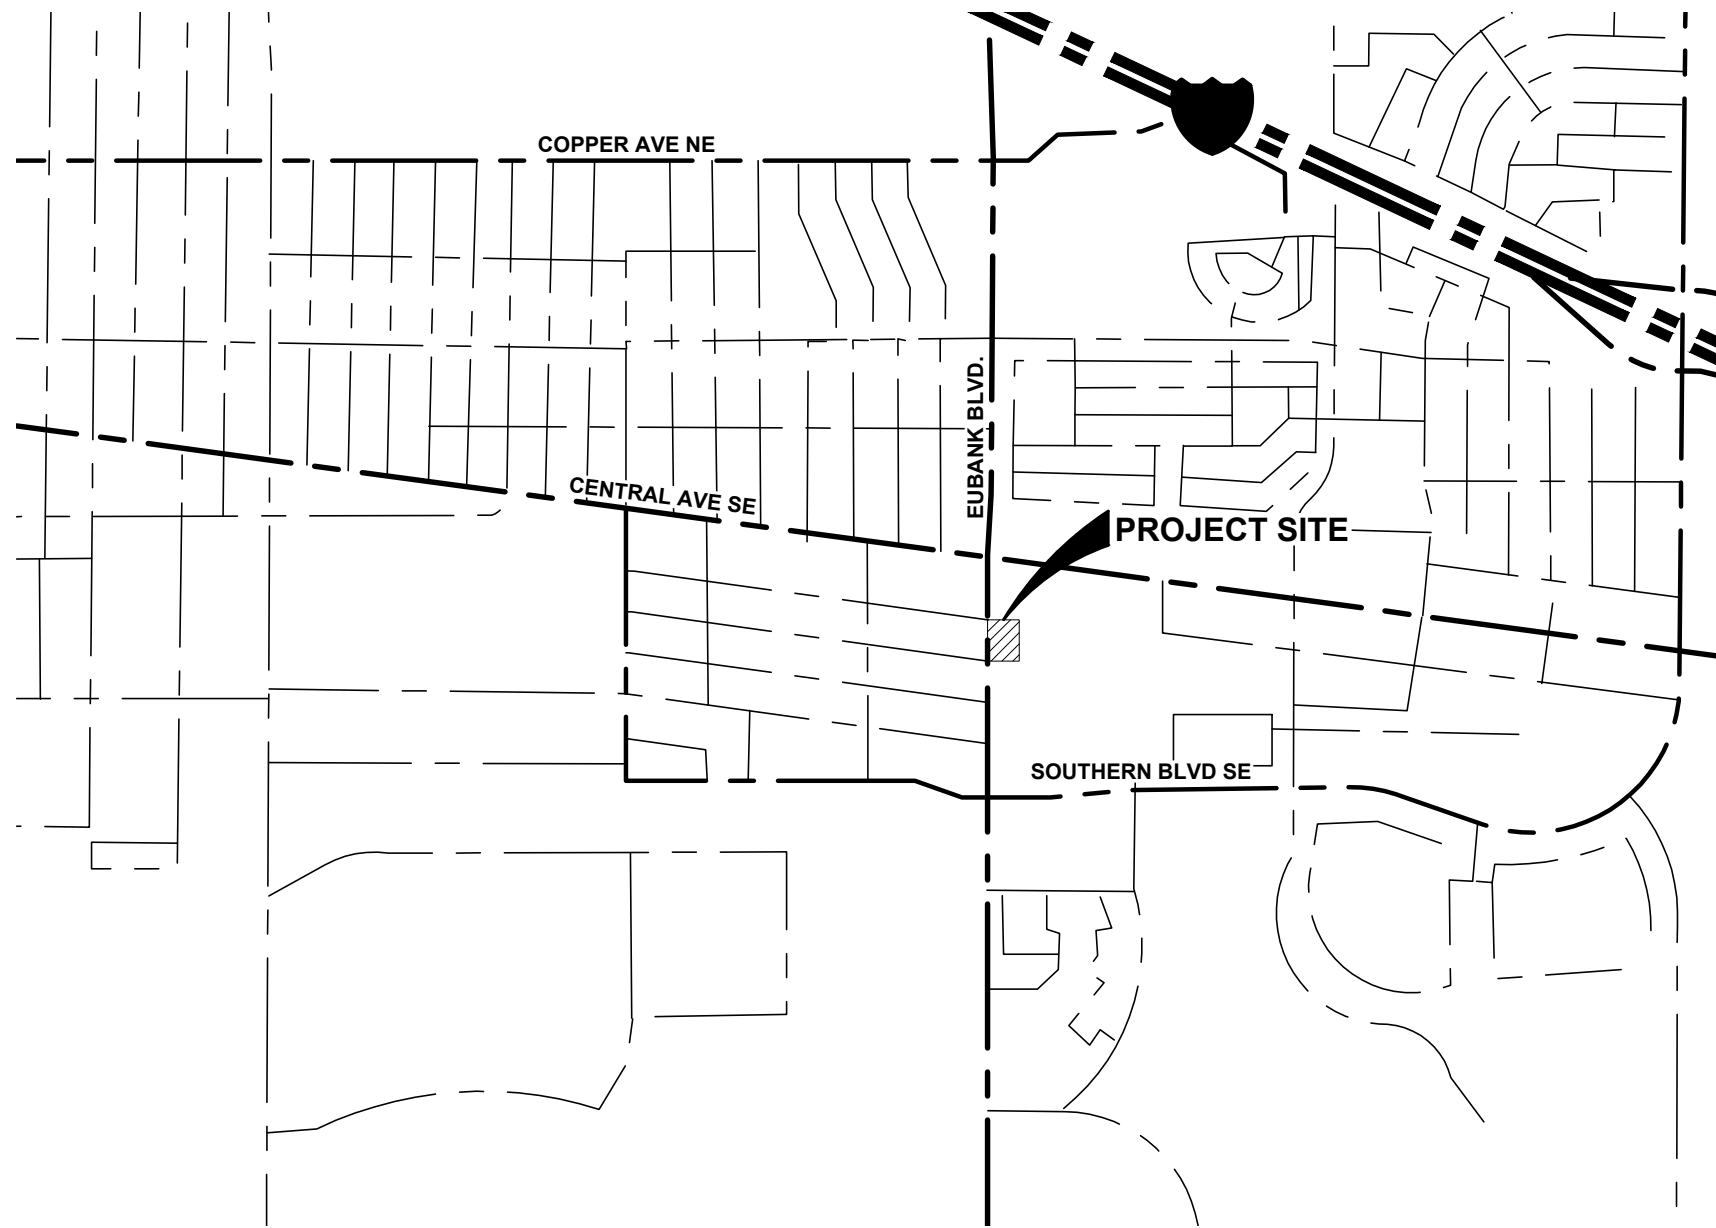 COPPER AVE NE
EUBANK BLVD.
CENTRAL AVE SE
PROJECT SITE
SOUTHERN BLVD SE